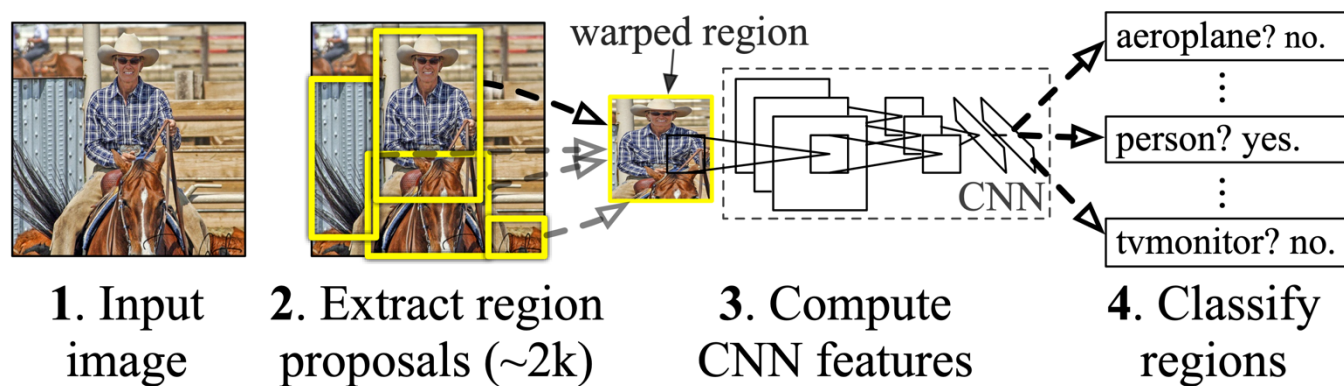 warped region
aeroplane? no.
⋮
person? yes.
CNN
⋮
tvmonitor? no.
1. Input
image
2. Extract region
proposals (~2k)
3. Compute
CNN features
4. Classify
regions